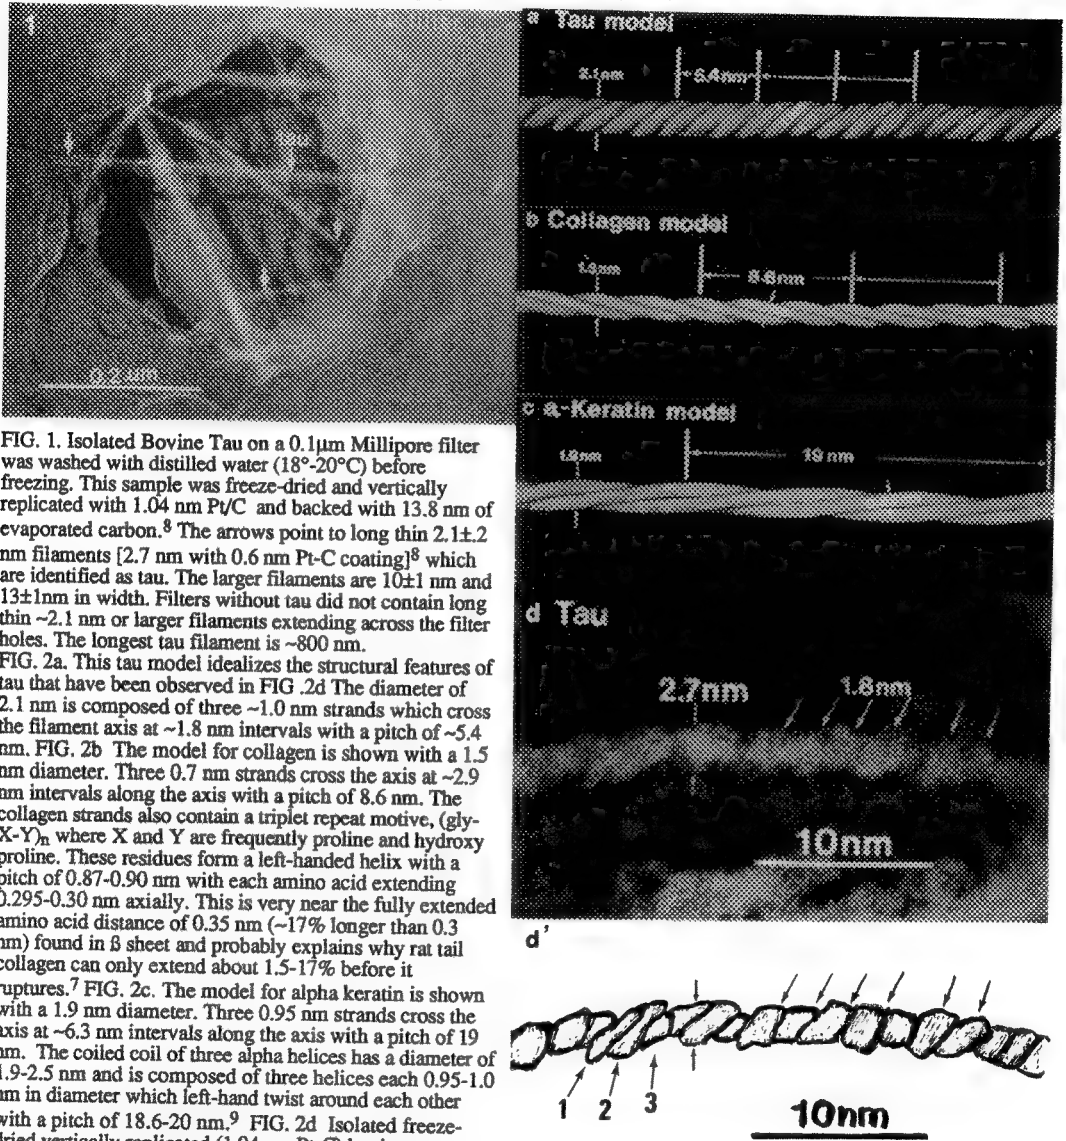 1
0.2 µm
FIG. 1. Isolated Bovine Tau on a 0.1µm Millipore filter
was washed with distilled water (18°-20°C) before
freezing. This sample was freeze-dried and vertically
replicated with 1.04 nm Pt/C and backed with 13.8 nm of
evaporated carbon.⁸ The arrows point to long thin 2.1±.2
nm filaments [2.7 nm with 0.6 nm Pt-C coating]⁸ which
are identified as tau. The larger filaments are 10±1 nm and
13±1nm in width. Filters without tau did not contain long
thin ~2.1 nm or larger filaments extending across the filter
holes. The longest tau filament is ~800 nm.
FIG. 2a. This tau model idealizes the structural features of
tau that have been observed in FIG .2d The diameter of
2.1 nm is composed of three ~1.0 nm strands which cross
the filament axis at ~1.8 nm intervals with a pitch of ~5.4
nm. FIG. 2b The model for collagen is shown with a 1.5
nm diameter. Three 0.7 nm strands cross the axis at ~2.9
nm intervals along the axis with a pitch of 8.6 nm. The
collagen strands also contain a triplet repeat motive, (gly-
X-Y)n where X and Y are frequently proline and hydroxy
proline. These residues form a left-handed helix with a
pitch of 0.87-0.90 nm with each amino acid extending
0.295-0.30 nm axially. This is very near the fully extended
amino acid distance of 0.35 nm (~17% longer than 0.3
nm) found in ß sheet and probably explains why rat tail
collagen can only extend about 1.5-17% before it
ruptures.⁷ FIG. 2c. The model for alpha keratin is shown
with a 1.9 nm diameter. Three 0.95 nm strands cross the
axis at ~6.3 nm intervals along the axis with a pitch of 19
nm. The coiled coil of three alpha helices has a diameter of
1.9-2.5 nm and is composed of three helices each 0.95-1.0
nm in diameter which left-hand twist around each other
with a pitch of 18.6-20 nm.⁹ FIG. 2d Isolated freeze-
dried vertically replicated (1.04
a Tau model
2.1nm 5.4nm
b Collagen model
1.5nm 8.6nm
c a-Keratin model
1.9nm 19 nm
d Tau
2.7nm 1.8nm
10nm
d'
1 2 3
10nm